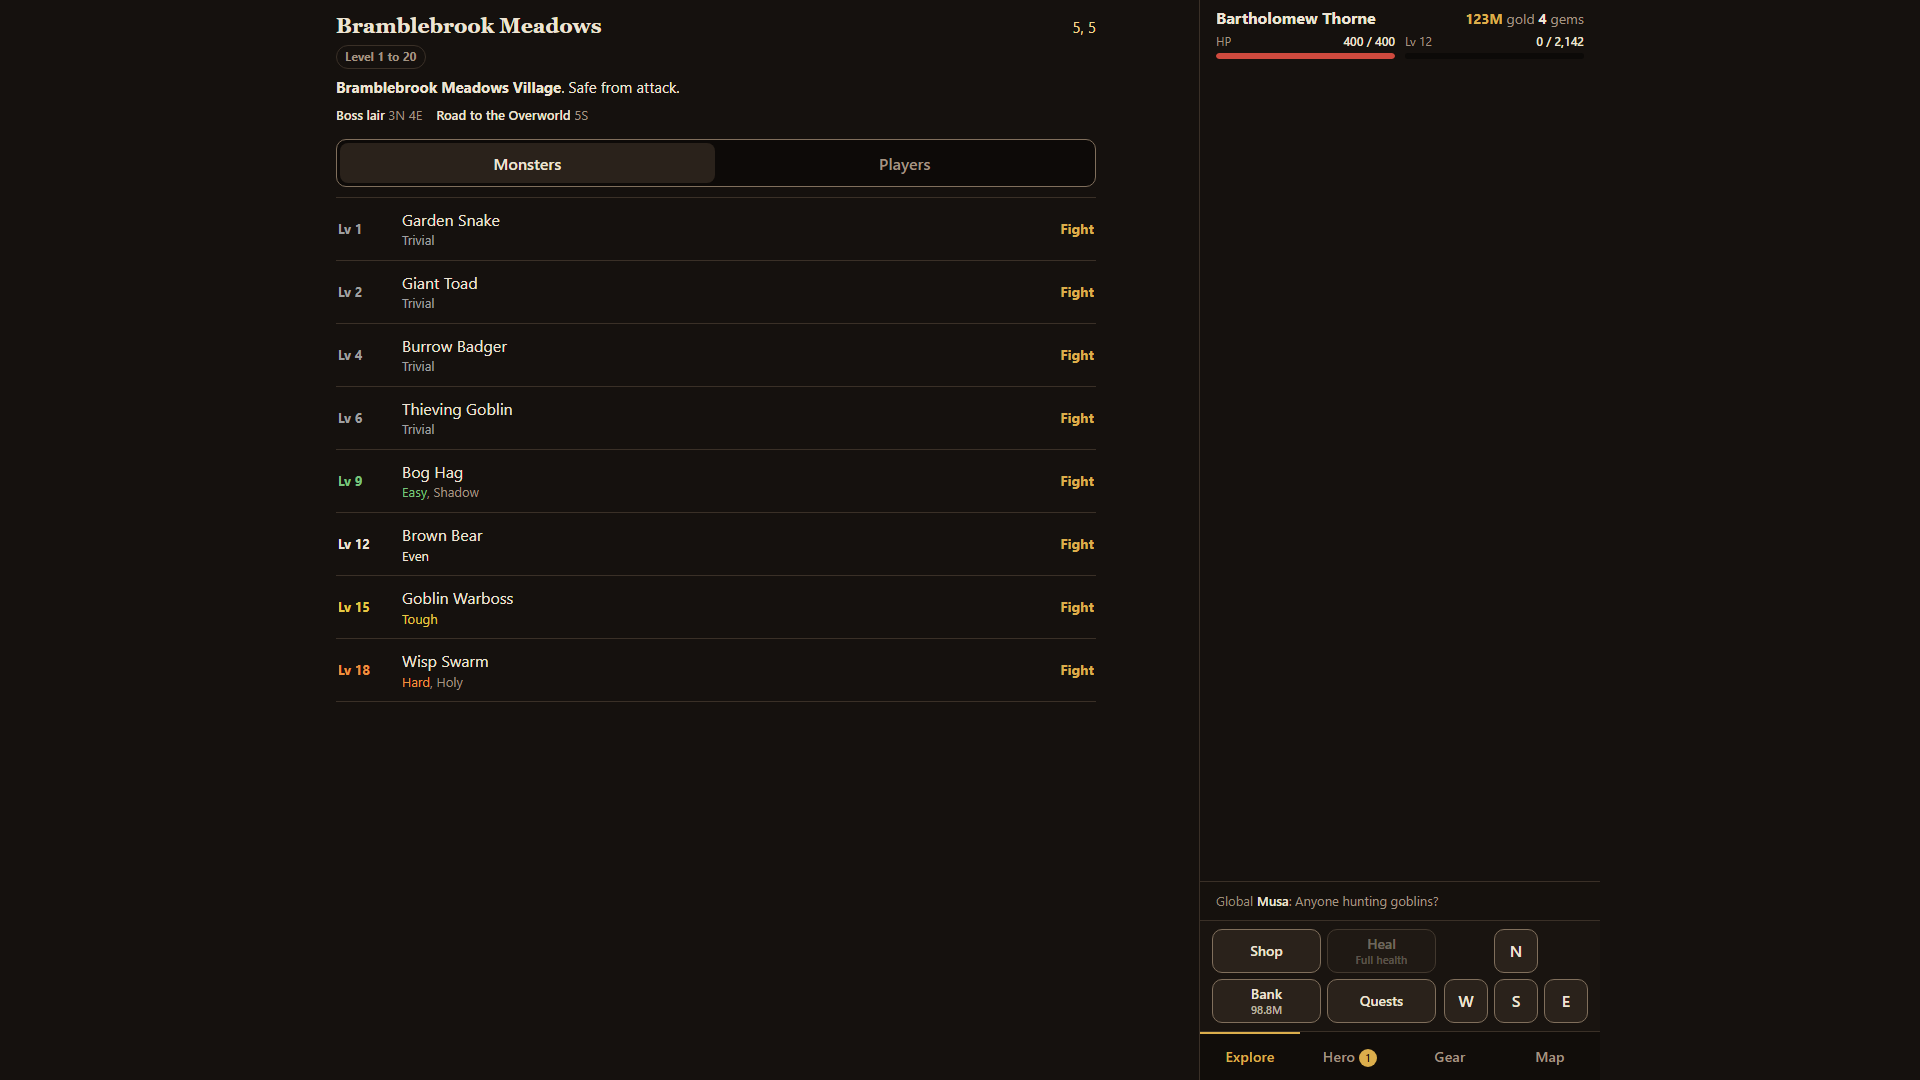 Bramblebrook Meadows
5, 5
Level 1 to 20
Bramblebrook Meadows Village. Safe from attack.
Boss lair 3N 4E Road to the Overworld 5S
Monsters
Players
Lv 1
Garden Snake
Trivial
Fight
Lv 2
Giant Toad
Trivial
Fight
Lv 4
Burrow Badger
Trivial
Fight
Lv 6
Thieving Goblin
Trivial
Fight
Lv 9
Bog Hag
Easy, Shadow
Fight
Lv 12
Brown Bear
Even
Fight
Lv 15
Goblin Warboss
Tough
Fight
Lv 18
Wisp Swarm
Hard, Holy
Fight
Bartholomew Thorne
123M gold 4 gems
HP 400 / 400
Lv 12 0 / 2,142
Global Musa: Anyone hunting goblins?
Shop
Heal
Full health
N
Bank
98.8M
Quests
W
S
E
Explore
Hero 1
Gear
Map